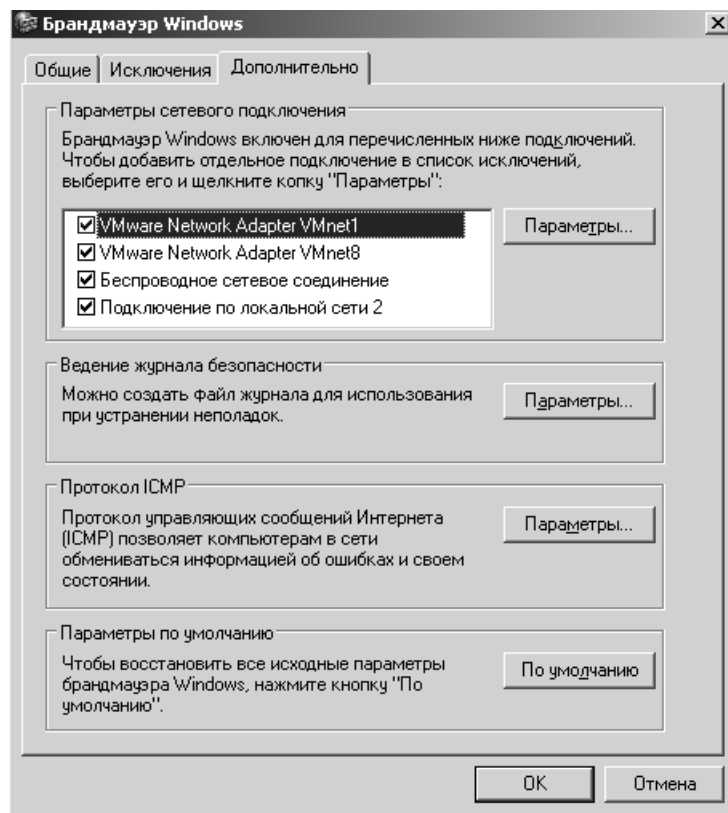 Брандмауэр Windows
Общие Исключения Дополнительно
Параметры сетевого подключения
Брандмауэр Windows включен для перечисленных ниже подключений.
Чтобы добавить отдельное подключение в список исключений,
выберите его и щелкните копку "Параметры":
VMware Network Adapter VMnet1
VMware Network Adapter VMnet8
Беспроводное сетевое соединение
Подключение по локальной сети 2
Параметры...
Ведение журнала безопасности
Можно создать файл журнала для использования
при устранении неполадок.
Параметры...
Протокол ICMP
Протокол управляющих сообщений Интернета
(ICMP) позволяет компьютерам в сети
обмениваться информацией об ошибках и своем
состоянии.
Параметры...
Параметры по умолчанию
Чтобы восстановить все исходные параметры
брандмауэра Windows, нажмите кнопку "По
умолчанию".
По умолчанию
OK Отмена